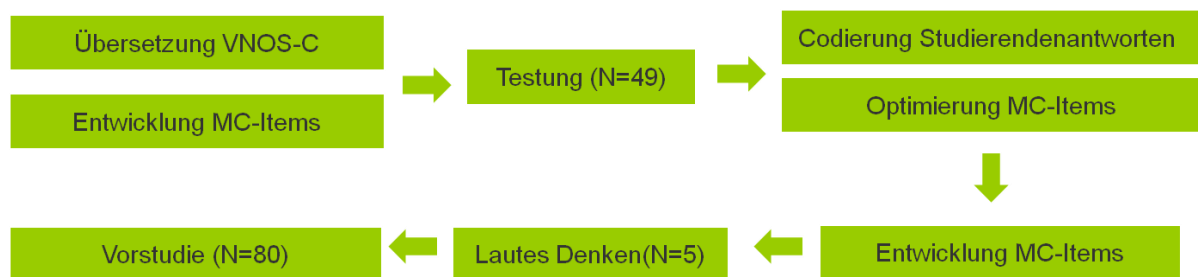 Übersetzung VNOS-C
Entwicklung MC-Items
Testung (N=49)
Codierung Studierendenantworten
Optimierung MC-Items
Entwicklung MC-Items
Lautes Denken(N=5)
Vorstudie (N=80)